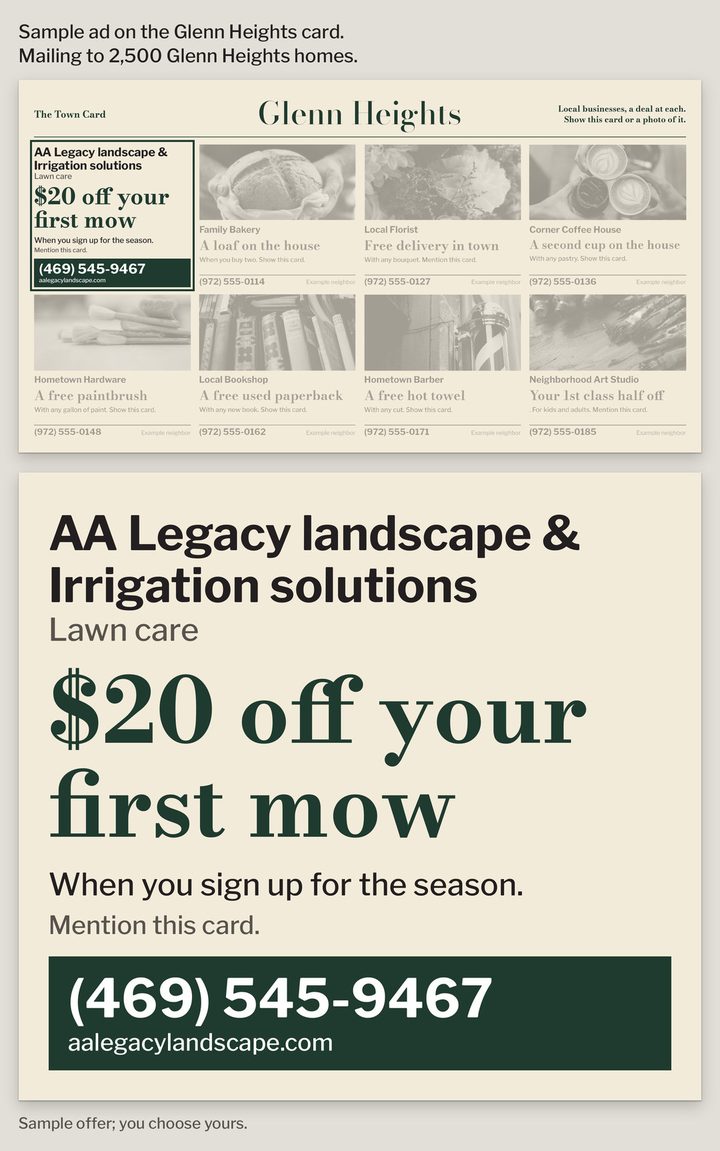 Sample ad on the Glenn Heights card.
Mailing to 2,500 Glenn Heights homes.
The Town Card
Glenn Heights
Local businesses, a deal at each.
Show this card or a photo of it.
AA Legacy landscape &
Irrigation solutions
Lawn care
$20 off your
first mow
When you sign up for the season.
Mention this card.
(469) 545-9467
aalegacylandscape.com
Family Bakery
A loaf on the house
When you buy two. Show this card.
(972) 555-0114
Example neighbor
Local Florist
Free delivery in town
With any bouquet. Mention this card.
(972) 555-0127
Example neighbor
Corner Coffee House
A second cup on the house
With any pastry. Show this card.
(972) 555-0136
Example neighbor
Hometown Hardware
A free paintbrush
With any gallon of paint. Show this card.
(972) 555-0148
Example neighbor
Local Bookshop
A free used paperback
With any new book. Show this card.
(972) 555-0162
Example neighbor
Hometown Barber
A free hot towel
With any cut. Show this card.
(972) 555-0171
Example neighbor
Neighborhood Art Studio
Your 1st class half off
For kids and adults. Mention this card.
(972) 555-0185
Example neighbor
AA Legacy landscape &
Irrigation solutions
Lawn care
$20 off your
first mow
When you sign up for the season.
Mention this card.
(469) 545-9467
aalegacylandscape.com
Sample offer; you choose yours.